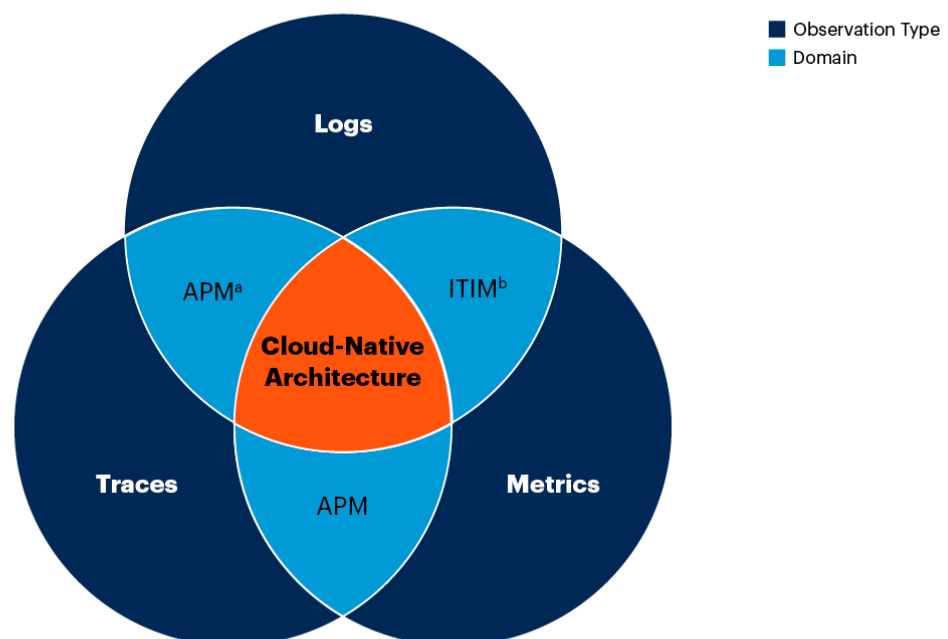 Observation Type
Domain
Logs
APMᵃ
ITIMᵇ
Cloud-Native
Architecture
Traces
Metrics
APM